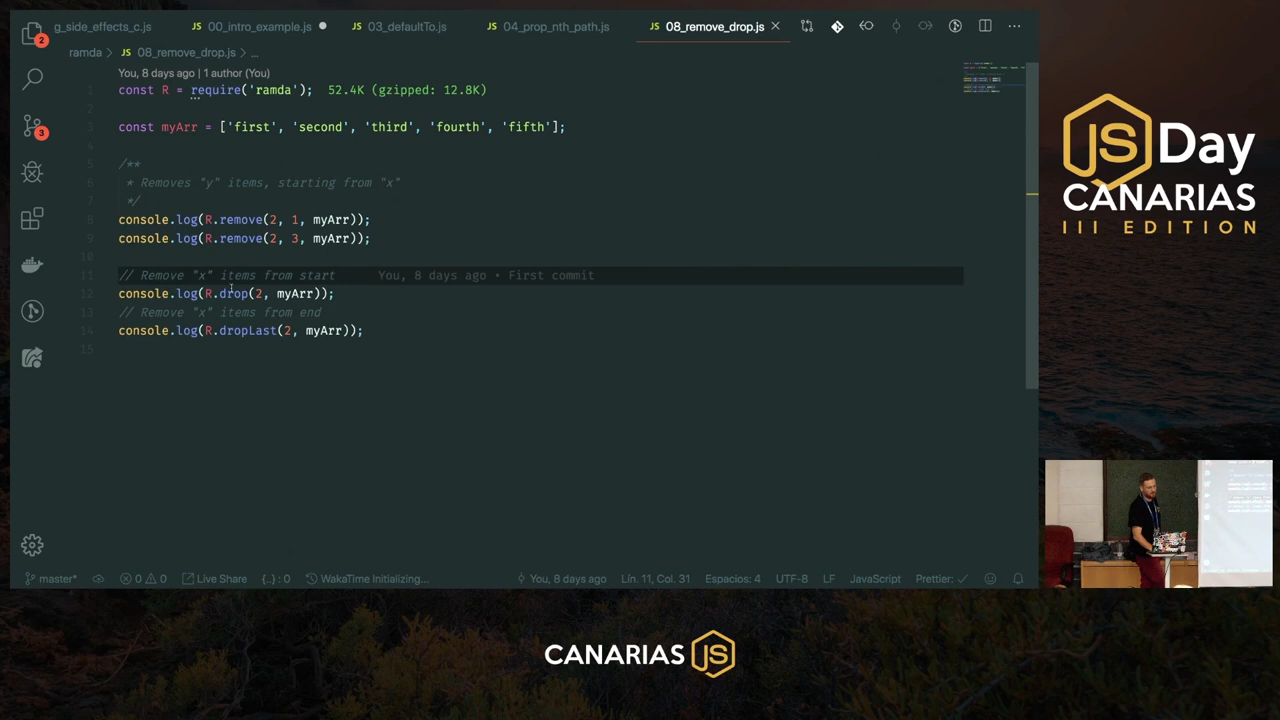 g_side_effects_c.js
JS 00_intro_example.js
JS 03_defaultTo.js
JS 04_prop_nth_path.js
JS 08_remove_drop.js
ramda > JS 08_remove_drop.js > ...
You, 8 days ago | 1 author (You)
1 const R = require('ramda'); 52.4K (gzipped: 12.8K)
2
3 const myArr = ['first', 'second', 'third', 'fourth', 'fifth'];
4
5 /**
6 * Removes "y" items, starting from "x"
7 */
8 console.log(R.remove(2, 1, myArr));
9 console.log(R.remove(2, 3, myArr));
10
11 // Remove "x" items from start You, 8 days ago • First commit
12 console.log(R.drop(2, myArr));
13 // Remove "x" items from end
14 console.log(R.dropLast(2, myArr));
15
2
3
master* 0 0 Live Share {..} : 0 WakaTime Initializing... You, 8 days ago Lín. 11, Col. 31 Espacios: 4 UTF-8 LF JavaScript Prettier: ✓
JS Day
CANARIAS
III EDITION
CANARIAS JS